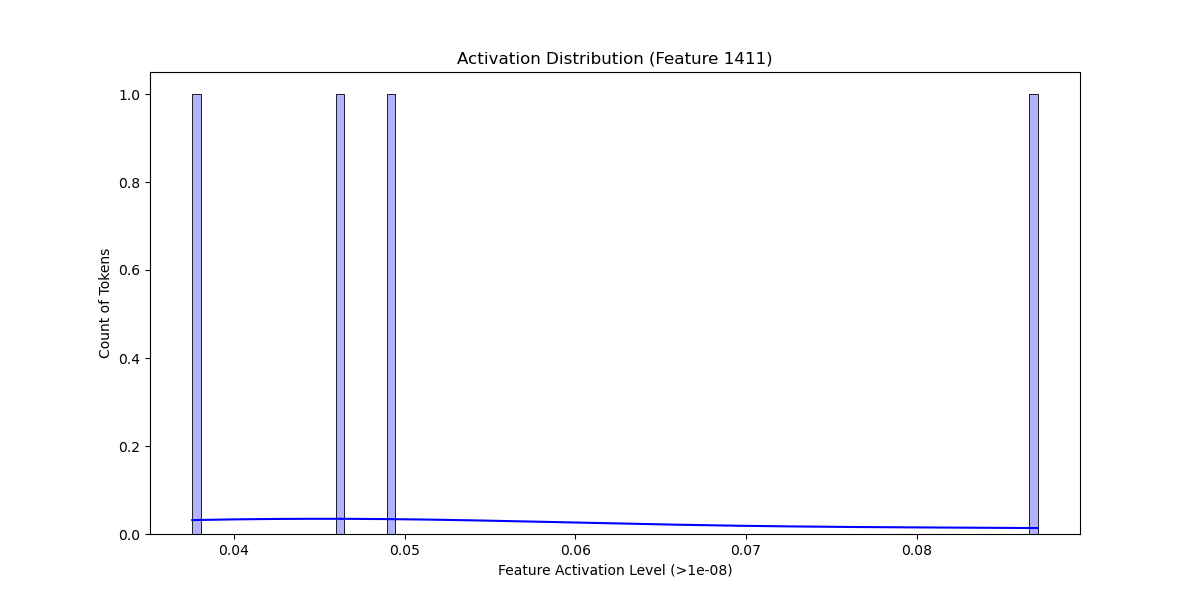 Activation Distribution (Feature 1411)
1.0
0.8
0.6
0.4
0.2
0.0
Count of Tokens
0.04 0.05 0.06 0.07 0.08
Feature Activation Level (>1e-08)